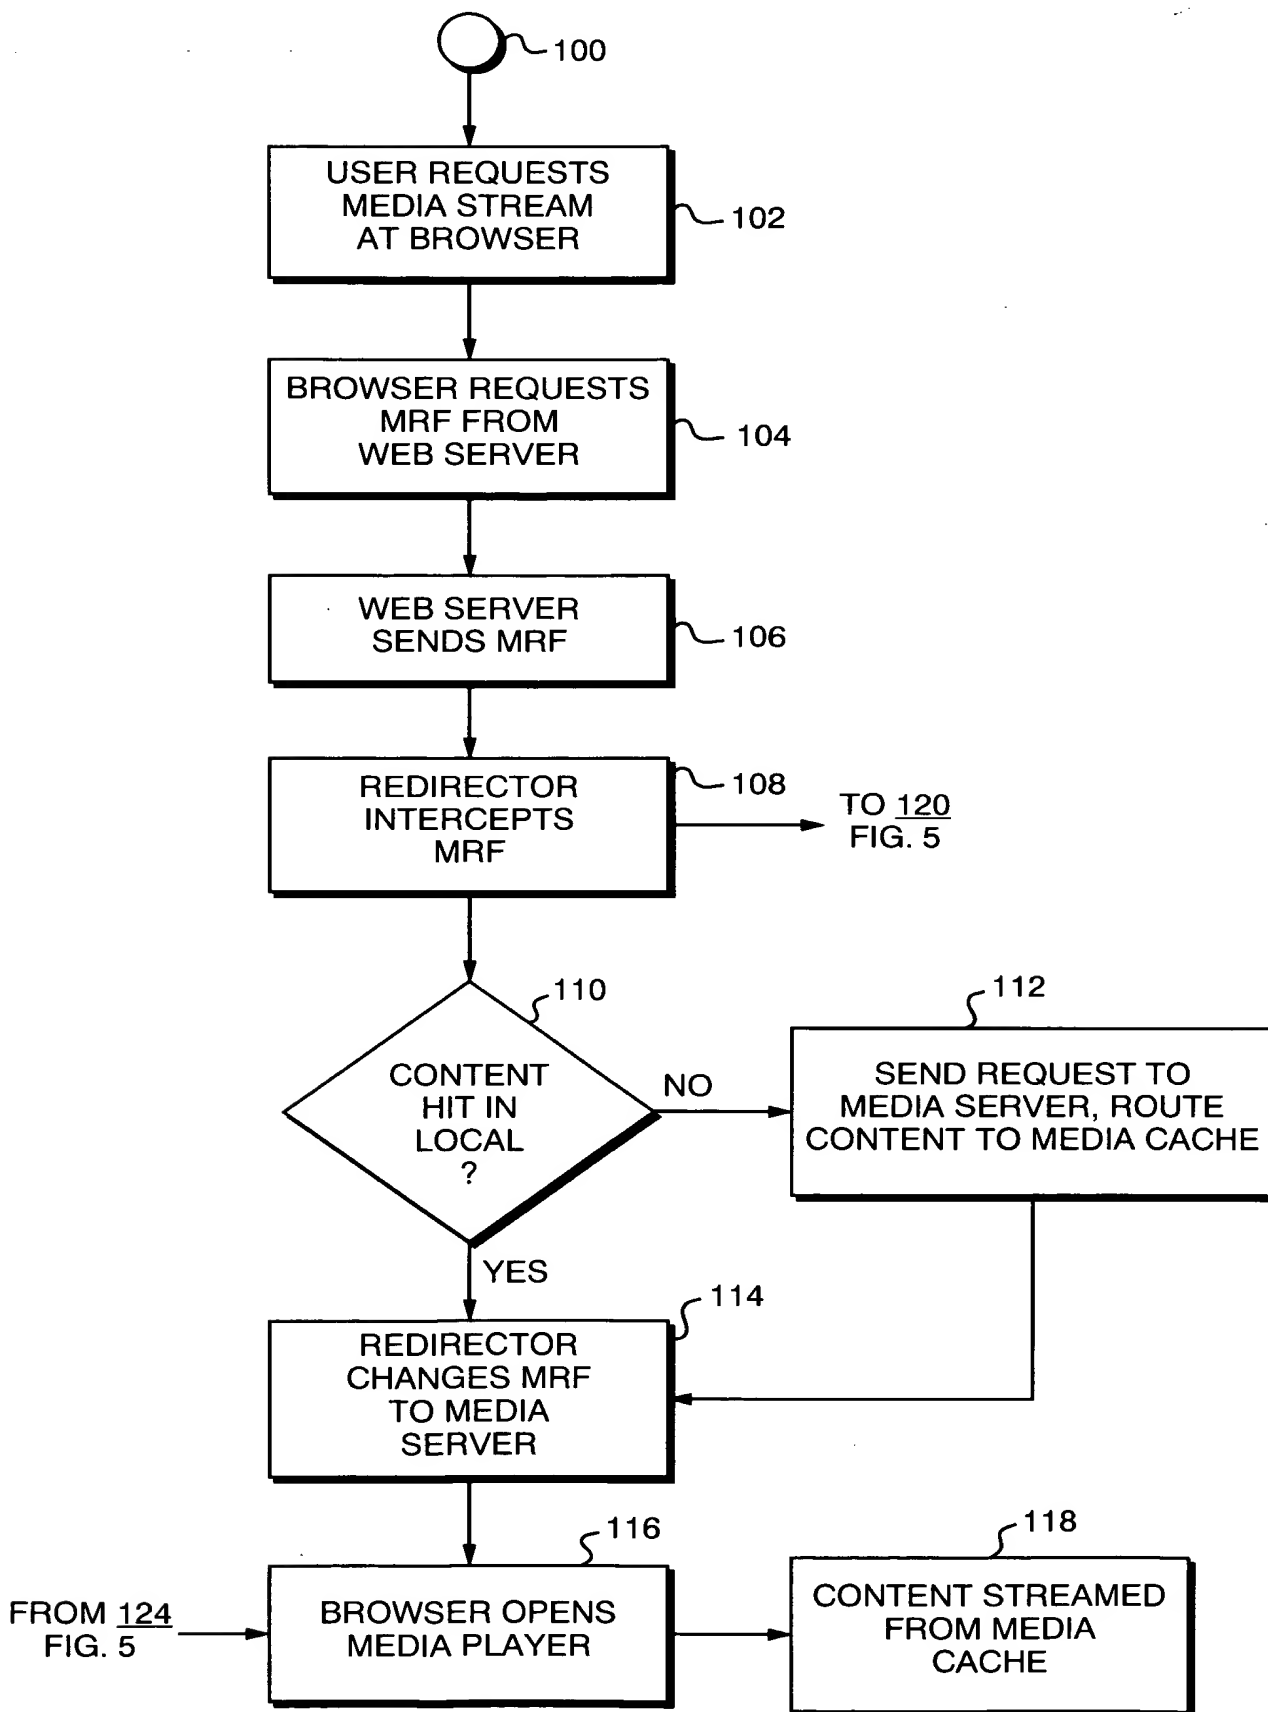 100
USER REQUESTS
MEDIA STREAM
AT BROWSER
102
BROWSER REQUESTS
MRF FROM
WEB SERVER
104
WEB SERVER
SENDS MRF
106
REDIRECTOR
INTERCEPTS
MRF
108
TO 120
FIG. 5
110
CONTENT
HIT IN
LOCAL
?
NO
112
SEND REQUEST TO
MEDIA SERVER, ROUTE
CONTENT TO MEDIA CACHE
YES
114
REDIRECTOR
CHANGES MRF
TO MEDIA
SERVER
FROM 124
FIG. 5
116
BROWSER OPENS
MEDIA PLAYER
118
CONTENT STREAMED
FROM MEDIA
CACHE